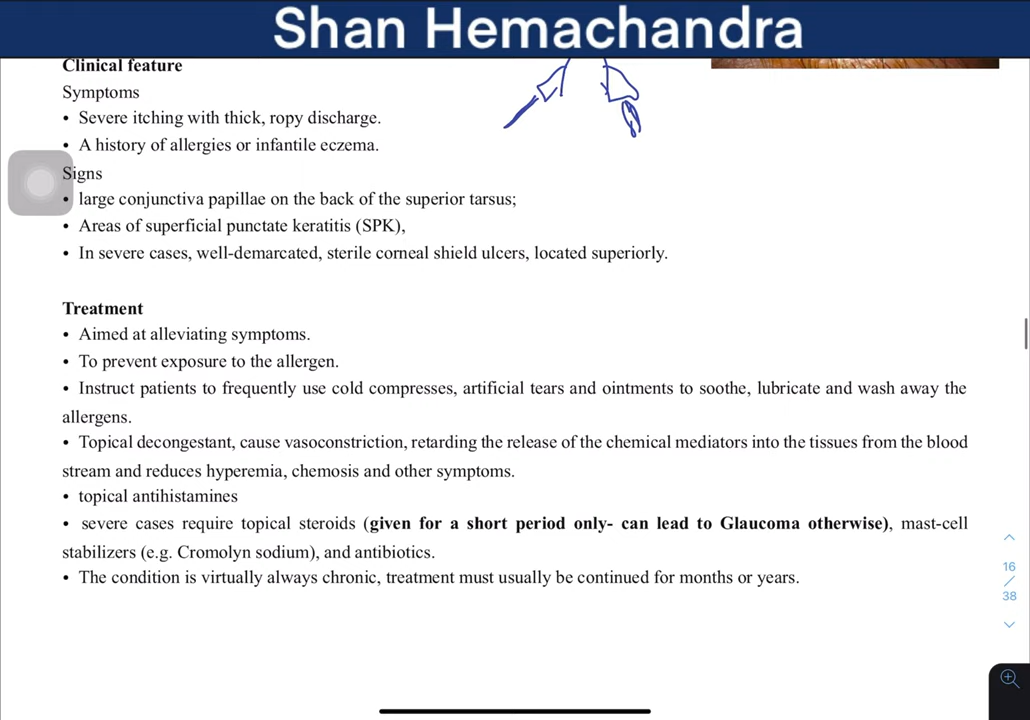 Shan Hemachandra
Clinical feature
Symptoms
• Severe itching with thick, ropy discharge.
• A history of allergies or infantile eczema.
Signs
• large conjunctiva papillae on the back of the superior tarsus;
• Areas of superficial punctate keratitis (SPK),
• In severe cases, well-demarcated, sterile corneal shield ulcers, located superiorly.
Treatment
• Aimed at alleviating symptoms.
• To prevent exposure to the allergen.
• Instruct patients to frequently use cold compresses, artificial tears and ointments to soothe, lubricate and wash away the
allergens.
• Topical decongestant, cause vasoconstriction, retarding the release of the chemical mediators into the tissues from the blood
stream and reduces hyperemia, chemosis and other symptoms.
• topical antihistamines
• severe cases require topical steroids (given for a short period only- can lead to Glaucoma otherwise), mast-cell
stabilizers (e.g. Cromolyn sodium), and antibiotics.
• The condition is virtually always chronic, treatment must usually be continued for months or years.
16
/
38